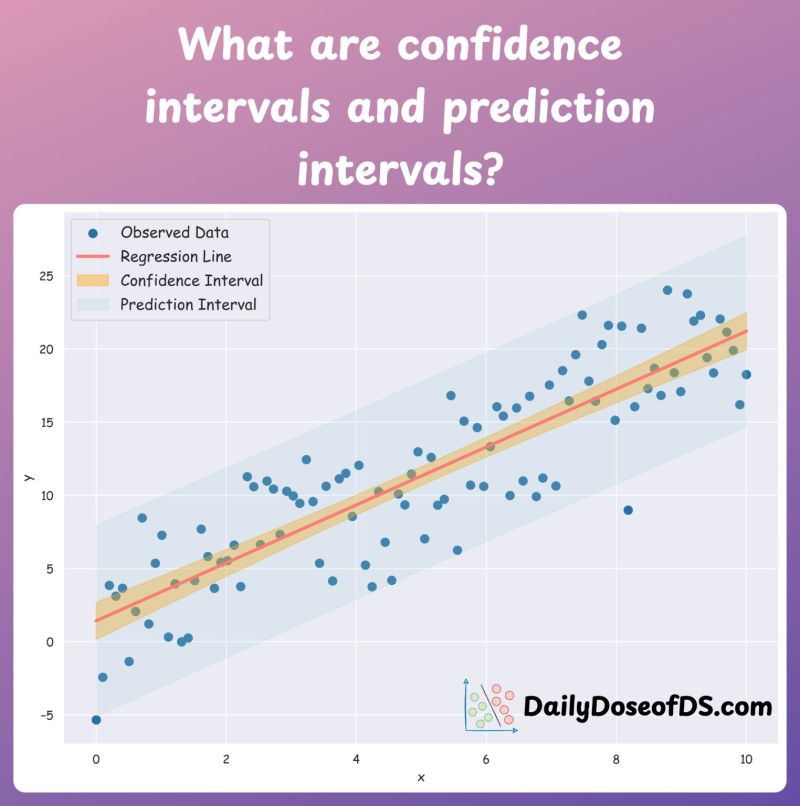 What are confidence
intervals and prediction
intervals?
Observed Data
Regression Line
Confidence Interval
Prediction Interval
25
20
15
10
5
0
−5
y
0 2 4 6 8 10
x
DailyDoseofDS.com